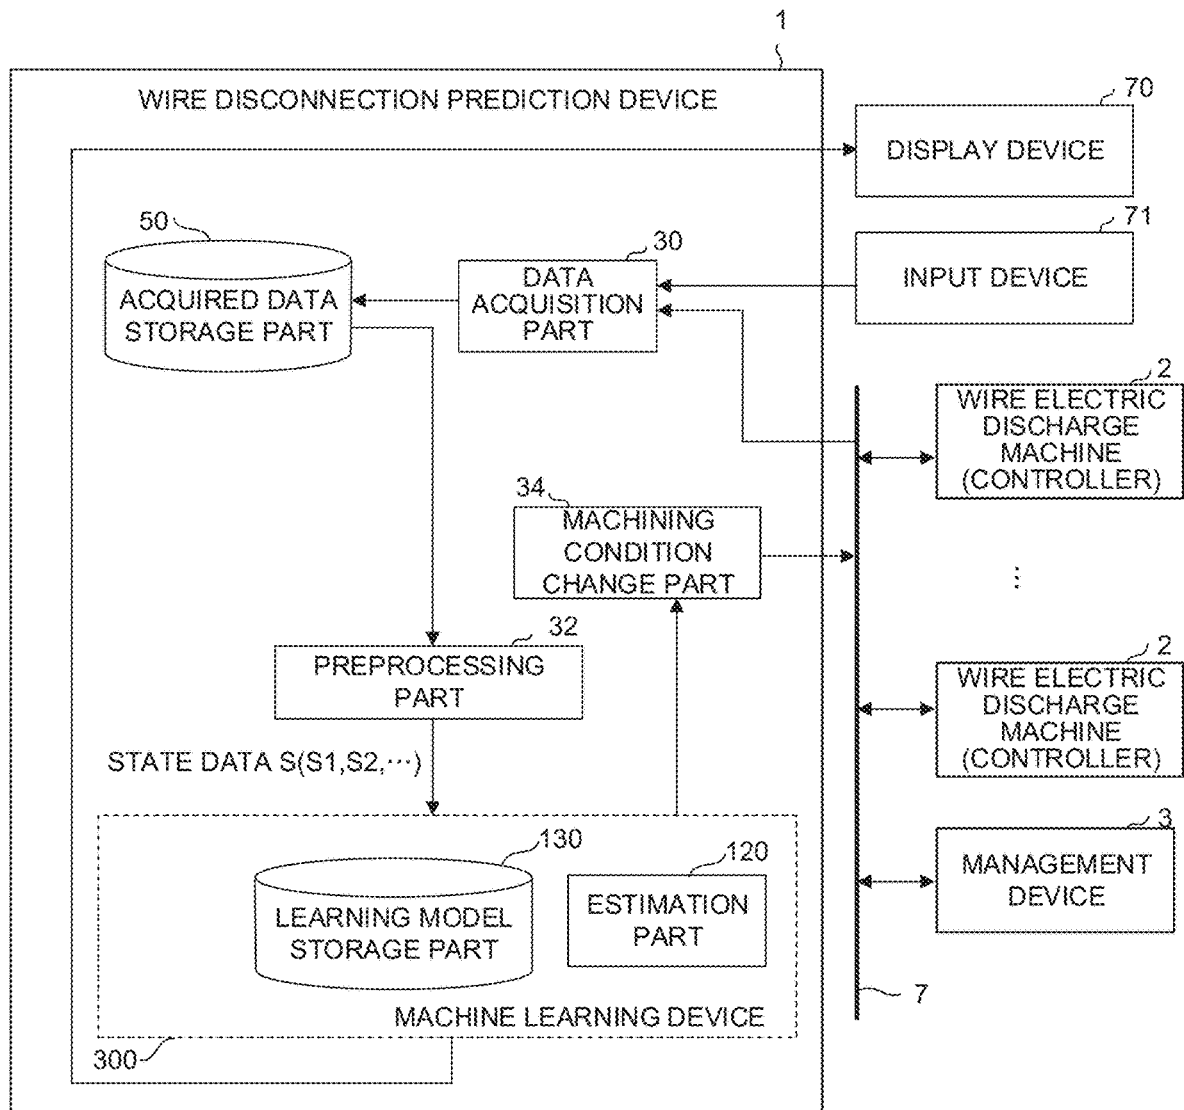 1
WIRE DISCONNECTION PREDICTION DEVICE
70
DISPLAY DEVICE
50
30
71
ACQUIRED DATA
STORAGE PART
DATA
ACQUISITION
PART
INPUT DEVICE
2
WIRE ELECTRIC
DISCHARGE
MACHINE
(CONTROLLER)
34
MACHINING
CONDITION
CHANGE PART
...
32
PREPROCESSING
PART
2
WIRE ELECTRIC
DISCHARGE
MACHINE
(CONTROLLER)
STATE DATA S(S1,S2,···)
3
MANAGEMENT
DEVICE
130
LEARNING MODEL
STORAGE PART
120
ESTIMATION
PART
7
MACHINE LEARNING DEVICE
300